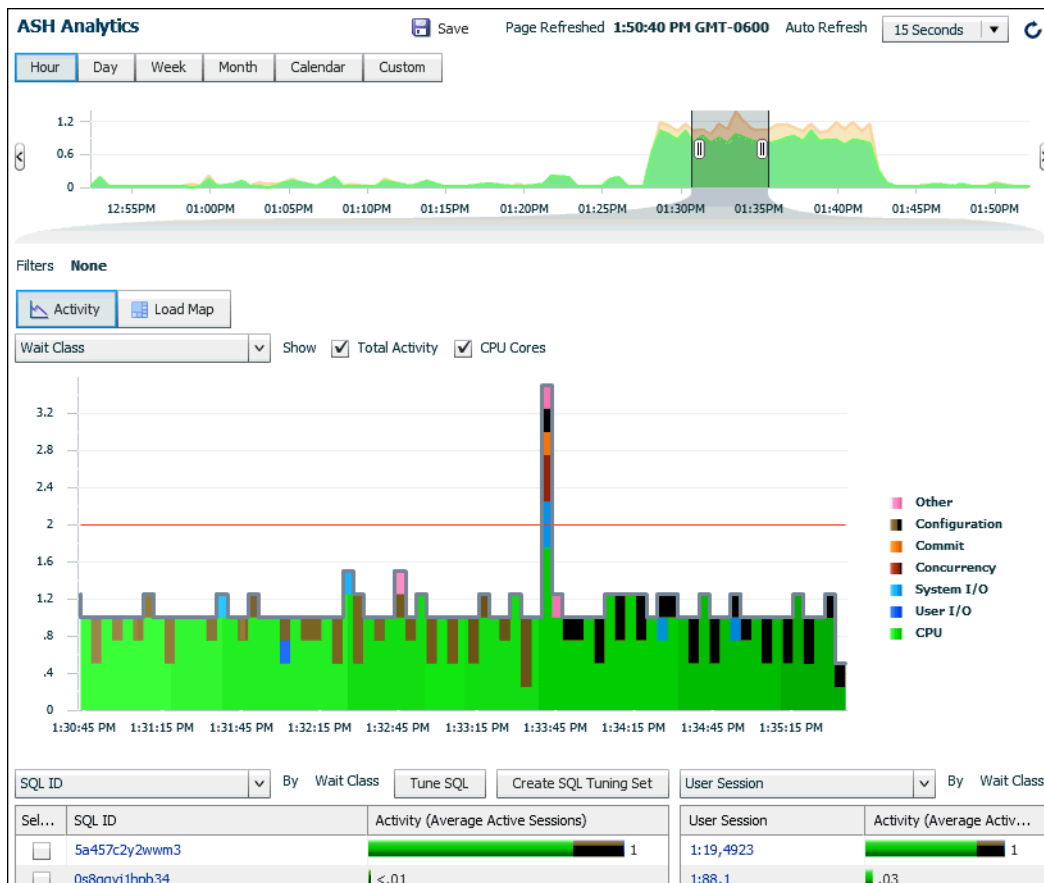 ASH Analytics Save Page Refreshed 1:50:40 PM GMT-0600 Auto Refresh 15 Seconds
Hour Day Week Month Calendar Custom
1.2
0.6
0
12:55PM 01:00PM 01:05PM 01:10PM 01:15PM 01:20PM 01:25PM 01:30PM 01:35PM 01:40PM 01:45PM 01:50PM
Filters None
Activity Load Map
Wait Class Show Total Activity CPU Cores
3.2
2.8
2.4
2
1.6
1.2
.8
.4
0
Other
Configuration
Commit
Concurrency
System I/O
User I/O
CPU
1:30:45 PM 1:31:15 PM 1:31:45 PM 1:32:15 PM 1:32:45 PM 1:33:15 PM 1:33:45 PM 1:34:15 PM 1:34:45 PM 1:35:15 PM
SQL ID By Wait Class Tune SQL Create SQL Tuning Set User Session By Wait Class
Sel... SQL ID Activity (Average Active Sessions) User Session Activity (Average Activ...
5a457c2y2wwm3 1 1:19,4923 1
<.01 1:88,1 .03